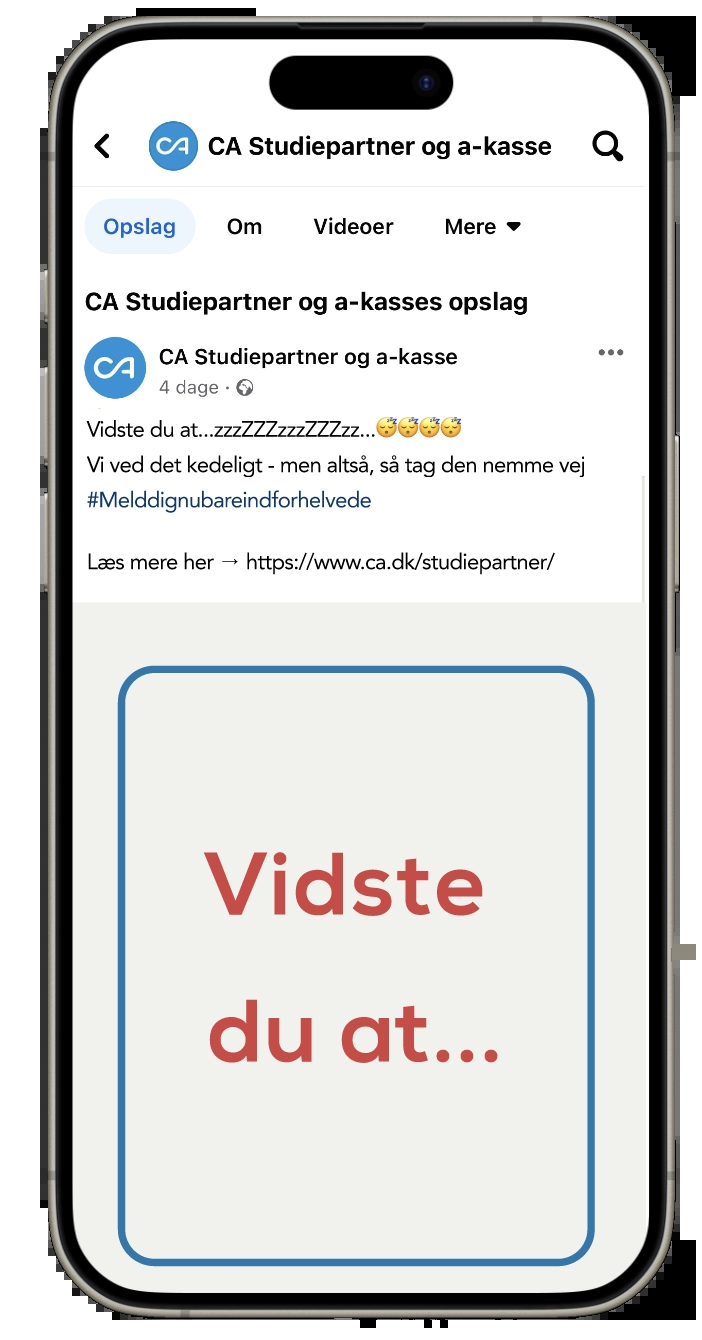 CA CA Studiepartner og a-kasse
Opslag Om Videoer Mere
CA Studiepartner og a-kasses opslag
CA CA Studiepartner og a-kasse
4 dage ·
Vidste du at...zzzZZZzzzZZZzz...😴😴😴😴
Vi ved det kedeligt - men altså, så tag den nemme vej
#Melddignubareindforhelvede
Læs mere her → https://www.ca.dk/studiepartner/
Vidste
du at...